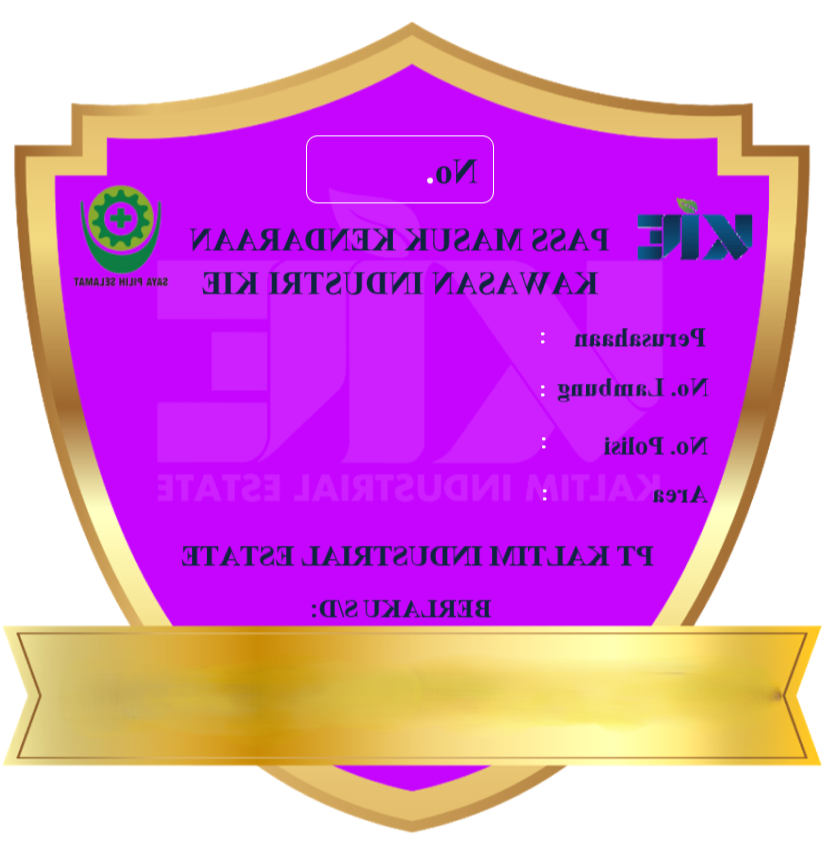 No.
KIE
PASS MASUK KENDARAAN
KAWASAN INDUSTRI KIE
SAYA PILIH SELAMAT
Perusahaan :
No. Lambung :
No. Polisi :
Area :
KIE
KALTIM INDUSTRIAL ESTATE
PT KALTIM INDUSTRIAL ESTATE
BERLAKU S/D: